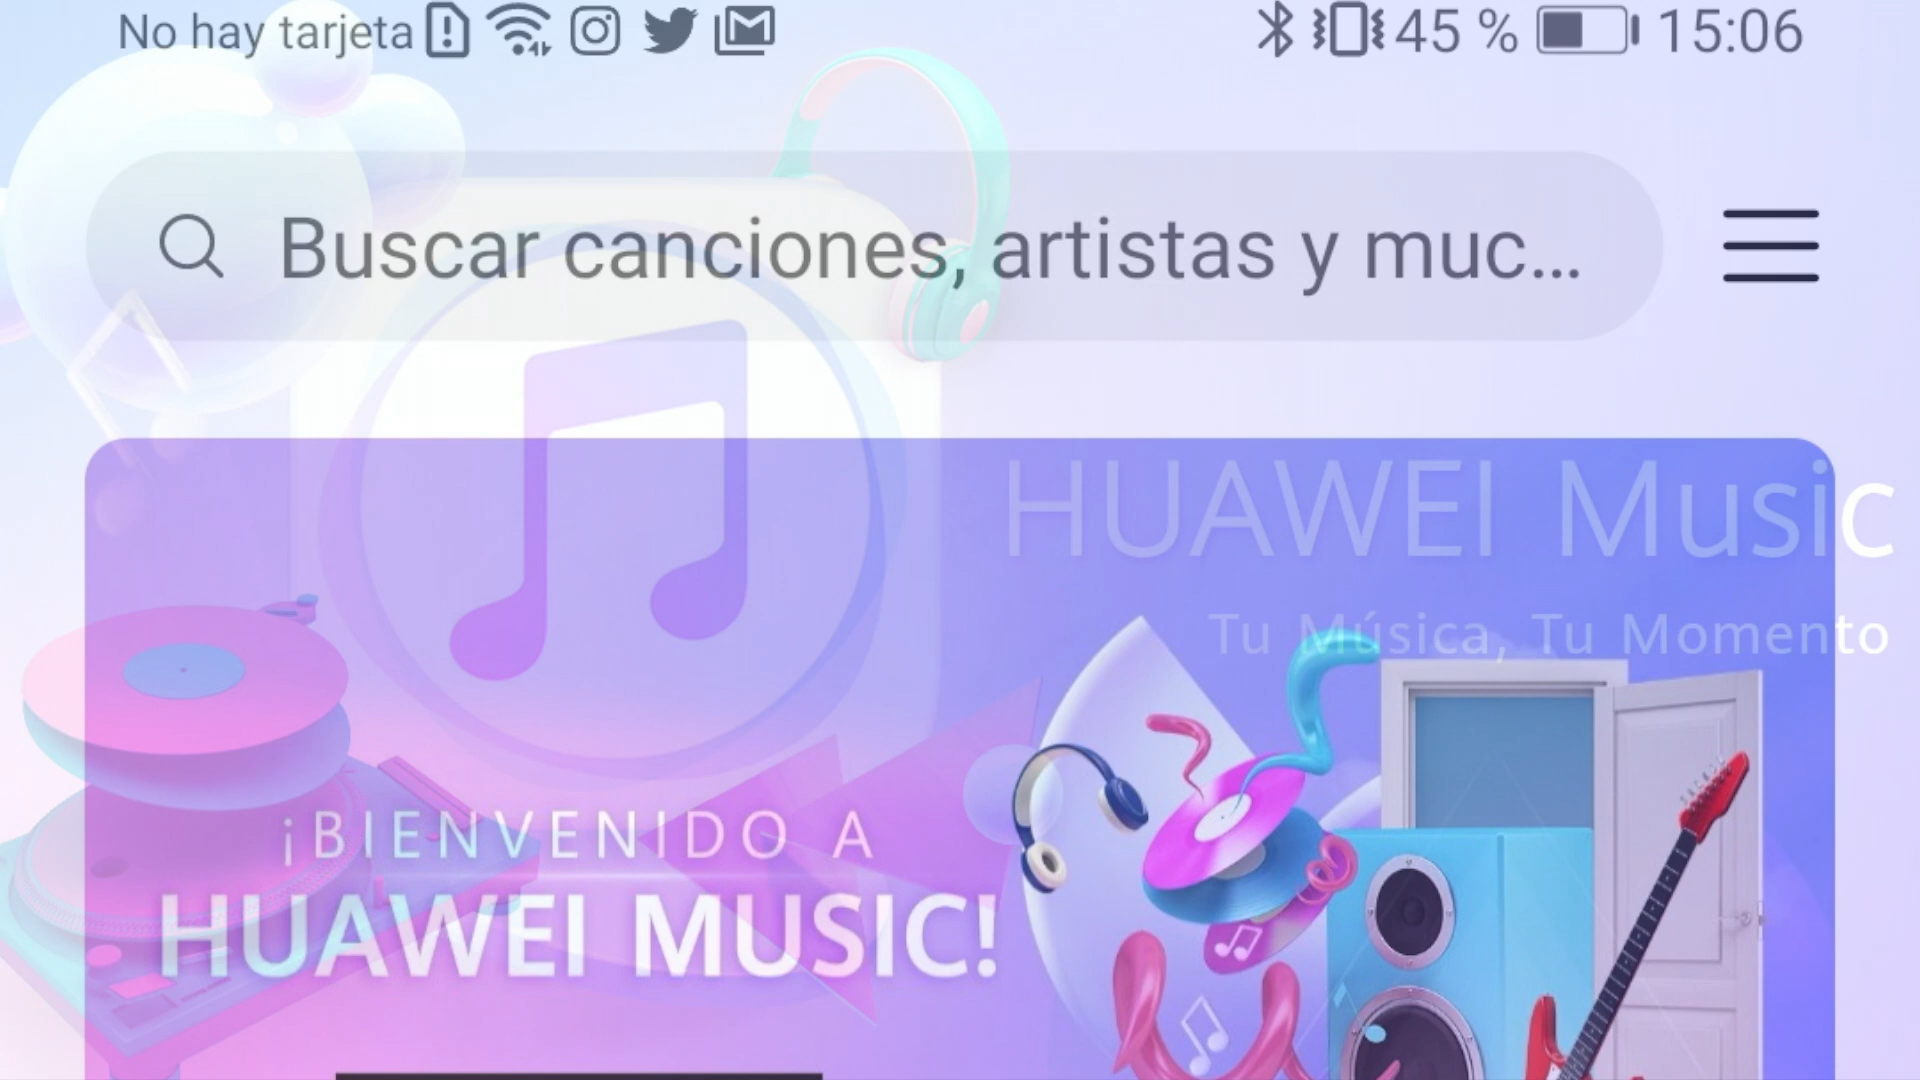 No hay tarjeta 45 % 15:06
Buscar canciones, artistas y muc...
HUAWEI Music
Tu Música, Tu Momento
¡BIENVENIDO A
HUAWEI MUSIC!